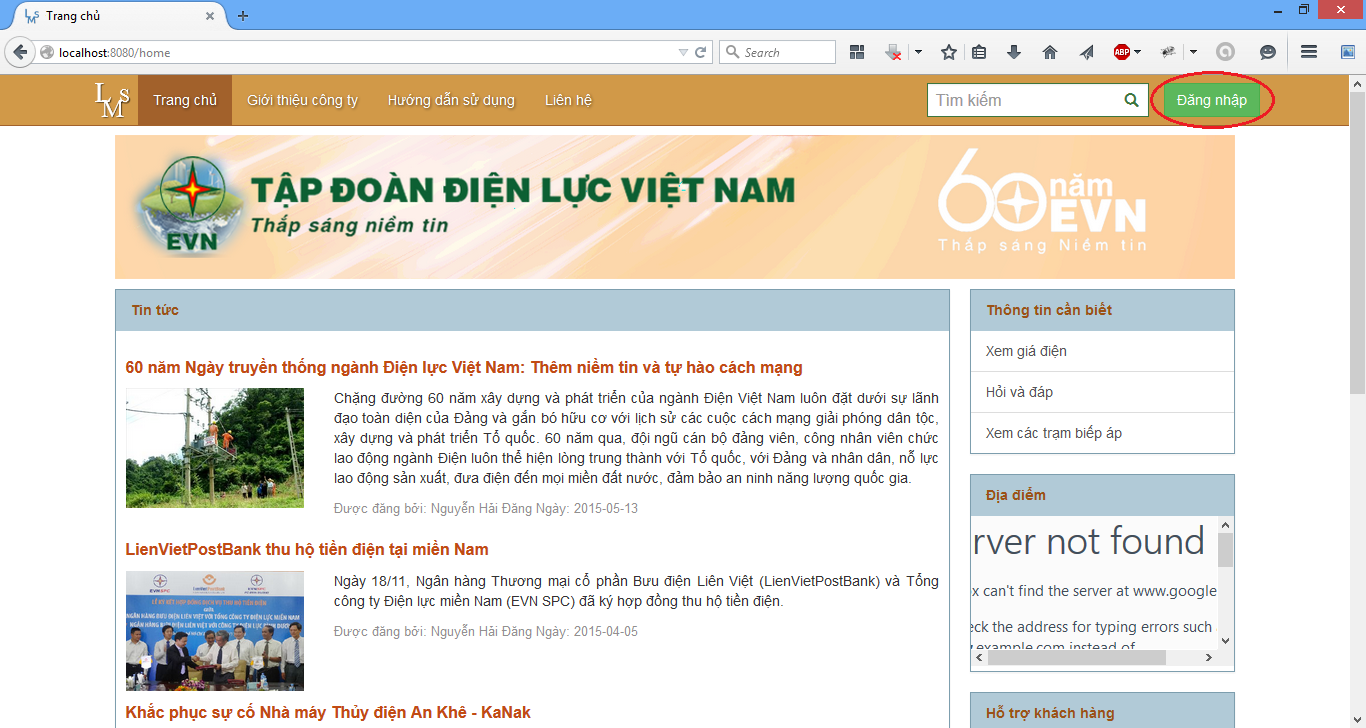 Trang chủ
localhost:8080/home
Search
ABP
LMS
Trang chủ
Giới thiệu công ty
Hướng dẫn sử dụng
Liên hệ
Tìm kiếm
Đăng nhập
EVN
TẬP ĐOÀN ĐIỆN LỰC VIỆT NAM
Thắp sáng niềm tin
60 năm EVN
Thắp sáng Niềm tin
Tin tức
60 năm Ngày truyền thống ngành Điện lực Việt Nam: Thêm niềm tin và tự hào cách mạng
Chặng đường 60 năm xây dựng và phát triển của ngành Điện Việt Nam luôn đặt dưới sự lãnh
đạo toàn diện của Đảng và gắn bó hữu cơ với lịch sử các cuộc cách mạng giải phóng dân tộc,
xây dựng và phát triển Tổ quốc. 60 năm qua, đội ngũ cán bộ đảng viên, công nhân viên chức
lao động ngành Điện luôn thể hiện lòng trung thành với Tổ quốc, với Đảng và nhân dân, nỗ lực
lao động sản xuất, đưa điện đến mọi miền đất nước, đảm bảo an ninh năng lượng quốc gia.
Được đăng bởi: Nguyễn Hải Đăng Ngày: 2015-05-13
LienVietPostBank thu hộ tiền điện tại miền Nam
Ngày 18/11, Ngân hàng Thương mại cổ phần Bưu điện Liên Việt (LienVietPostBank) và Tổng
công ty Điện lực miền Nam (EVN SPC) đã ký hợp đồng thu hộ tiền điện.
Được đăng bởi: Nguyễn Hải Đăng Ngày: 2015-04-05
Khắc phục sự cố Nhà máy Thủy điện An Khê - KaNak
Thông tin cần biết
Xem giá điện
Hỏi và đáp
Xem các trạm biếp áp
Địa điểm
rver not found
x can't find the server at www.google
eck the address for typing errors such
.example.com instead of
Hỗ trợ khách hàng